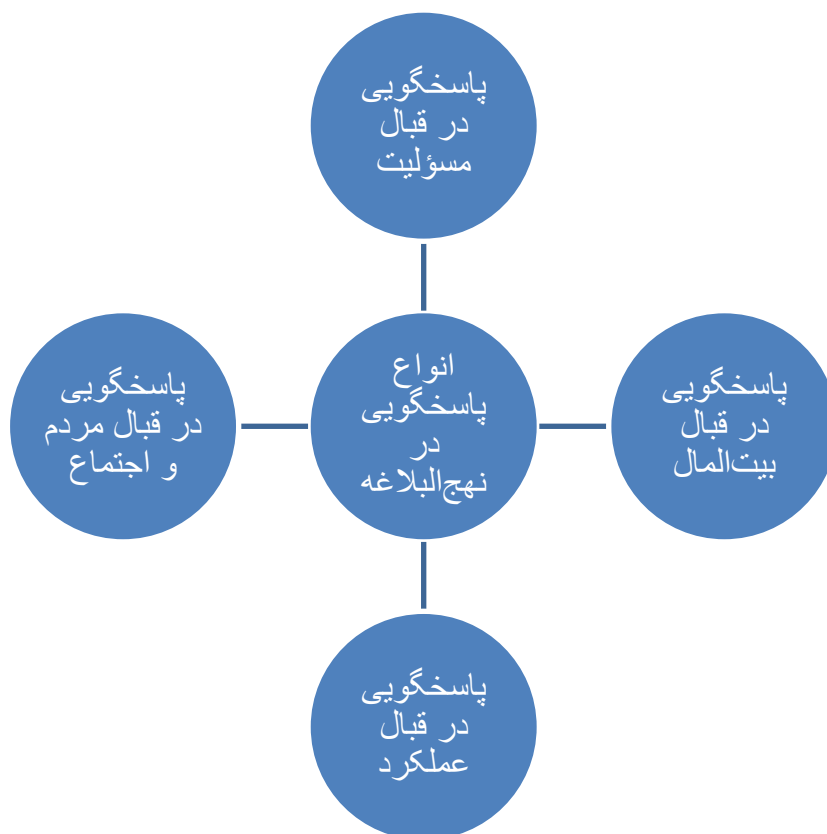 پاسخگویی
در قبال
مسؤلیت
انواع
پاسخگویی
در
نهج‌البلاغه
پاسخگویی
در قبال
بیت‌المال
پاسخگویی
در قبال مردم
و اجتماع
پاسخگویی
در قبال
عملکرد